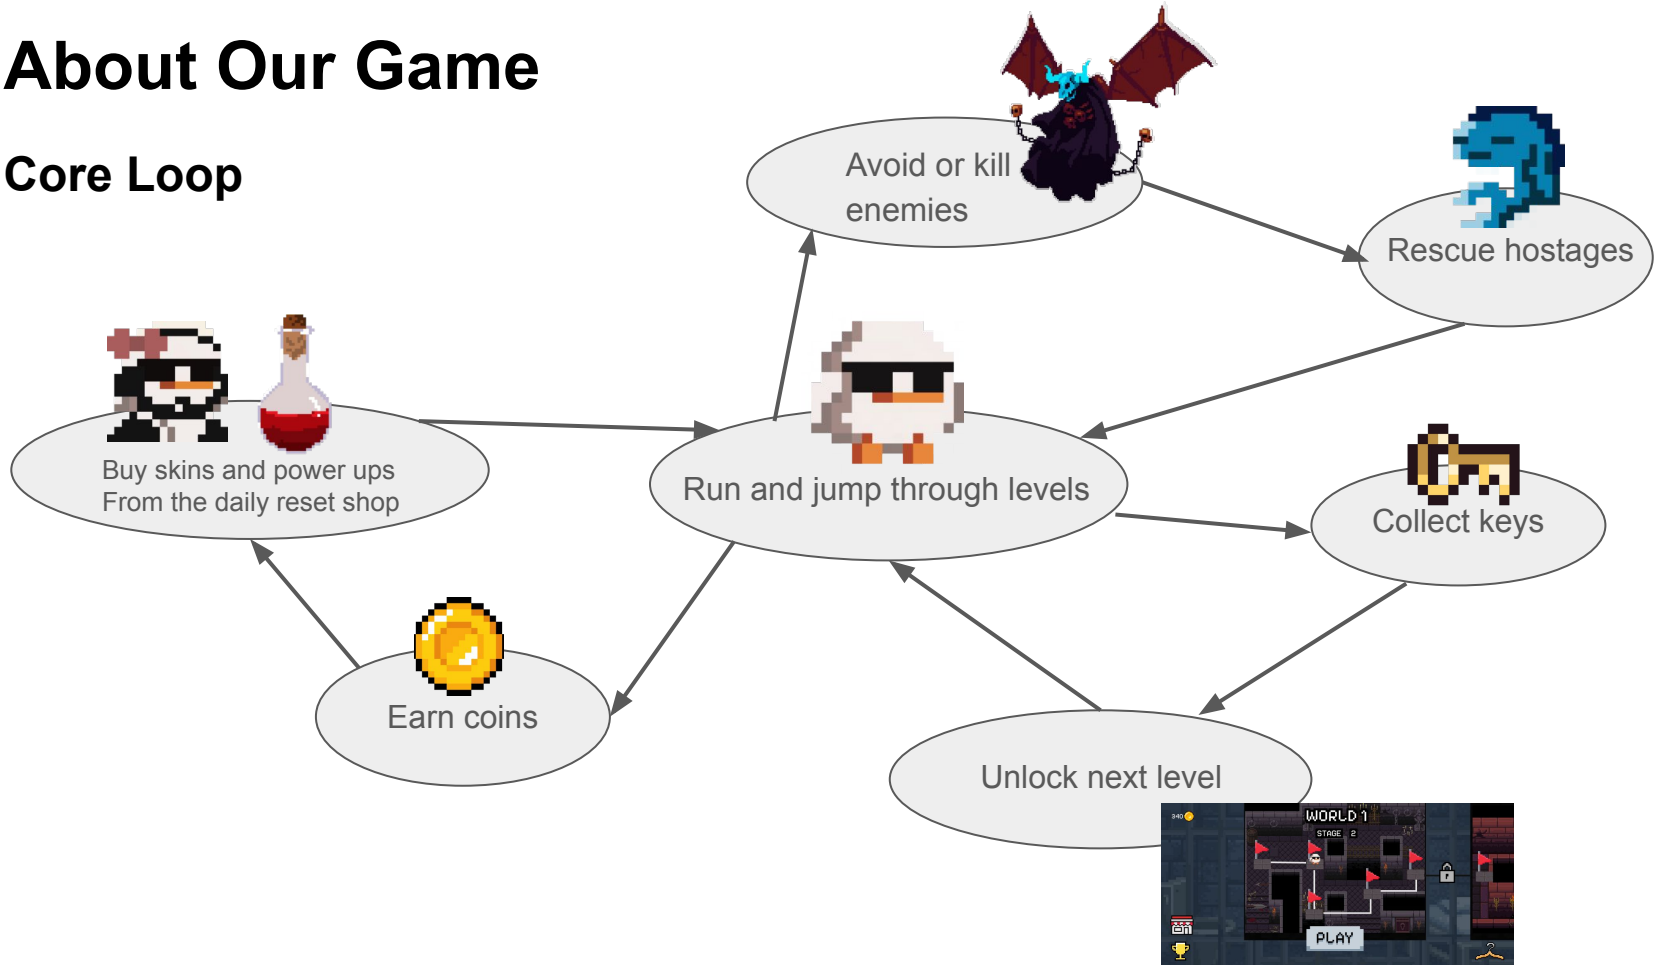 About Our Game
Core Loop
Avoid or kill
enemies
Rescue hostages
Buy skins and power ups
From the daily reset shop
Run and jump through levels
Collect keys
Earn coins
Unlock next level
340
WORLD 1
STAGE 2
PLAY